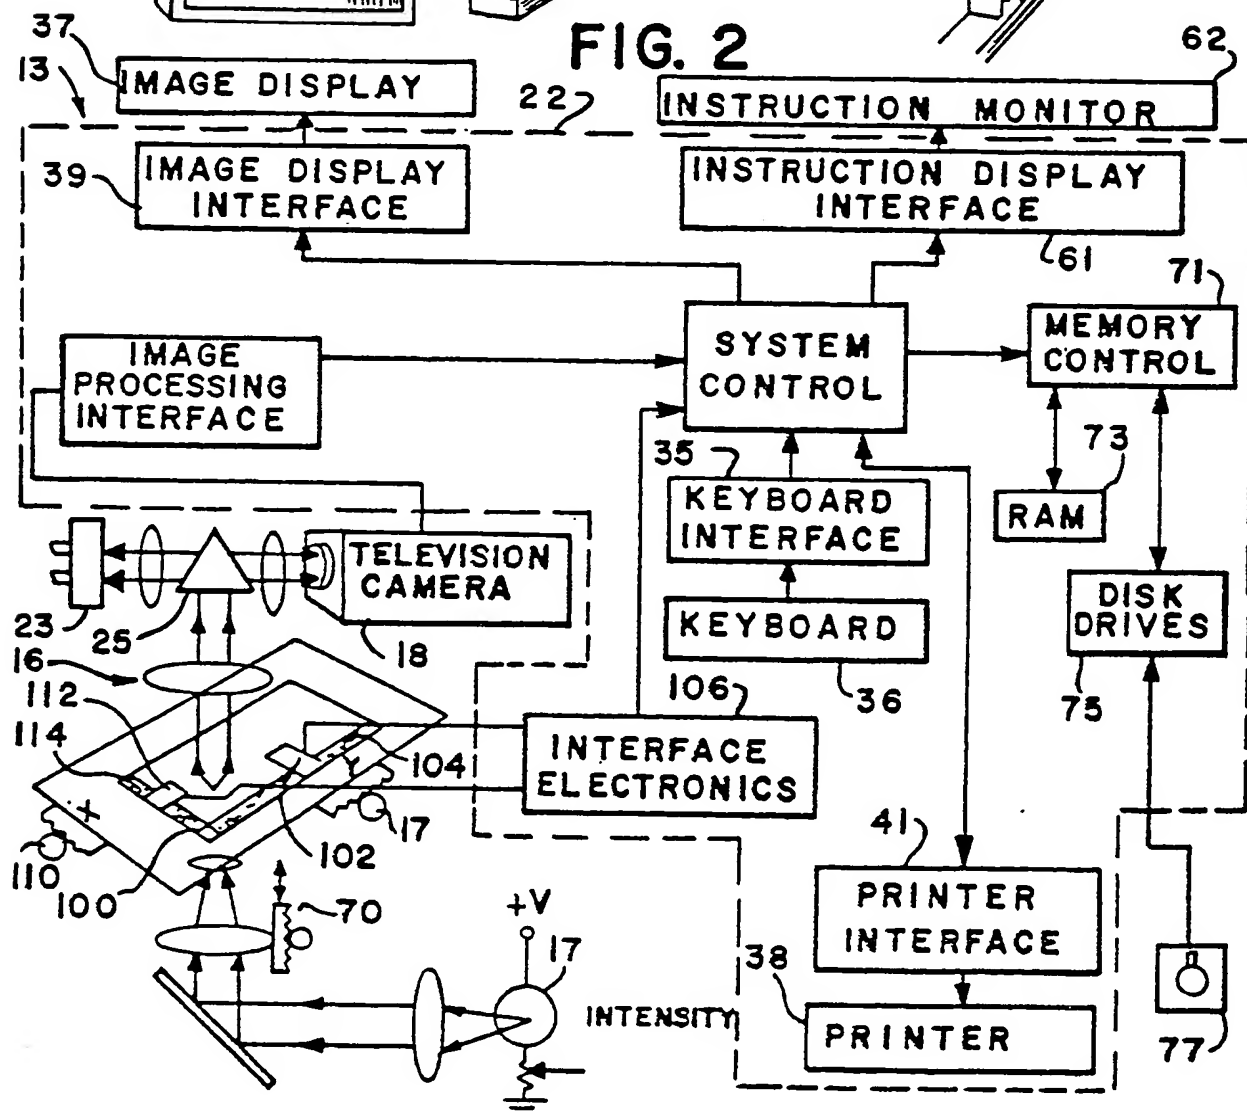 FIG. 2
37
13
IMAGE DISPLAY
22
62
INSTRUCTION MONITOR
39
IMAGE DISPLAY
INTERFACE
INSTRUCTION DISPLAY
INTERFACE
61
71
IMAGE
PROCESSING
INTERFACE
SYSTEM
CONTROL
MEMORY
CONTROL
35
73
KEYBOARD
INTERFACE
RAM
TELEVISION
CAMERA
23
25
18
KEYBOARD
36
DISK
DRIVES
75
16
112
114
106
104
INTERFACE
ELECTRONICS
X
Y
17
110
100
102
70
+V
17
INTENSITY
41
PRINTER
INTERFACE
38
PRINTER
77